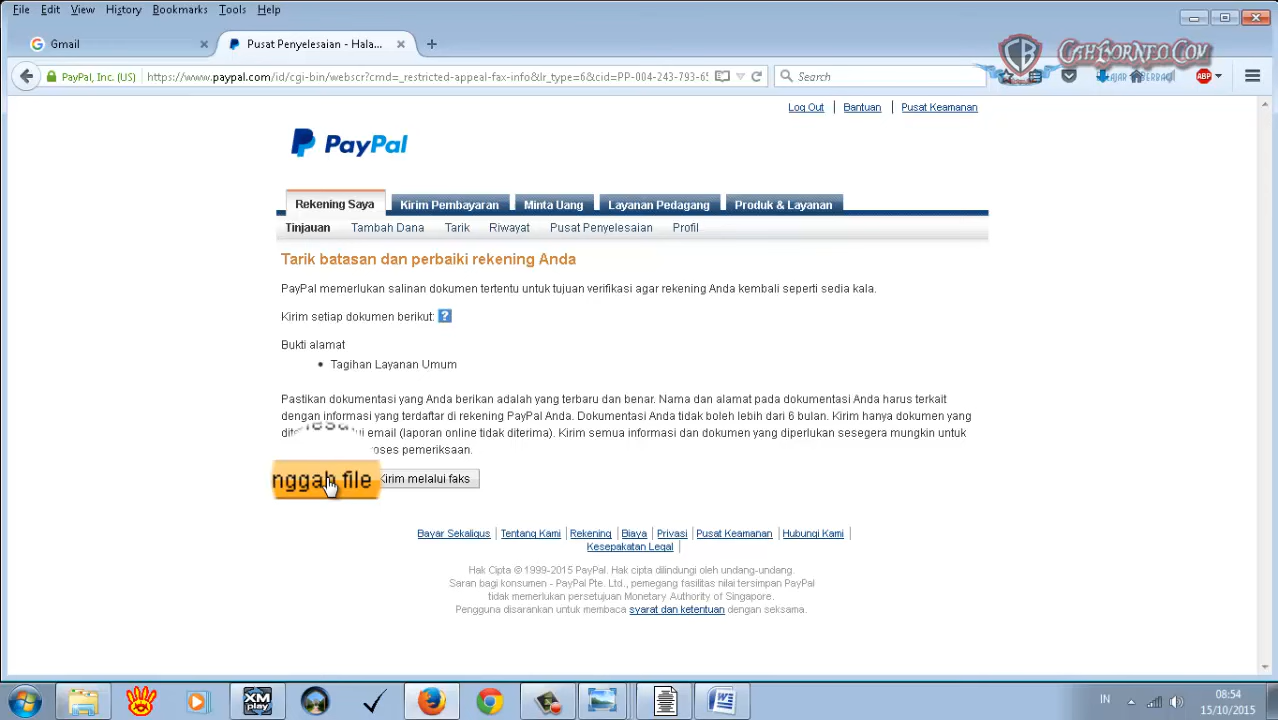 File Edit View History Bookmarks Tools Help
Gmail
Pusat Penyelesaian - Hala...
CahBorneo.Com
PayPal, Inc. (US)
https://www.paypal.com/id/cgi-bin/webscr?cmd=_restricted-appeal-fax-info&lr_type=6&cid=PP-004-243-793-6
Search
ABP
Log Out
Bantuan
Pusat Keamanan
PayPal
Rekening Saya
Kirim Pembayaran
Minta Uang
Layanan Pedagang
Produk & Layanan
Tinjauan
Tambah Dana
Tarik
Riwayat
Pusat Penyelesaian
Profil
Tarik batasan dan perbaiki rekening Anda
PayPal memerlukan salinan dokumen tertentu untuk tujuan verifikasi agar rekening Anda kembali seperti sedia kala.
Kirim setiap dokumen berikut: ?
Bukti alamat
• Tagihan Layanan Umum
Pastikan dokumentasi yang Anda berikan adalah yang terbaru dan benar. Nama dan alamat pada dokumentasi Anda harus terkait
dengan informasi yang terdaftar di rekening PayPal Anda. Dokumentasi Anda tidak boleh lebih dari 6 bulan. Kirim hanya dokumen yang
email (laporan online tidak diterima). Kirim semua informasi dan dokumen yang diperlukan sesegera mungkin untuk
oses pemeriksaan.
nggah file
Kirim melalui faks
Bayar Sekaligus
Tentang Kami
Rekening
Biaya
Privasi
Pusat Keamanan
Hubungi Kami
Kesepakatan Legal
Hak Cipta © 1999-2015 PayPal. Hak cipta dilindungi oleh undang-undang.
Saran bagi konsumen - PayPal Pte. Ltd., pemegang fasilitas nilai tersimpan PayPal
tidak memerlukan persetujuan Monetary Authority of Singapore.
Pengguna disarankan untuk membaca syarat dan ketentuan dengan seksama.
XM
play
IN
08:54
15/10/2015